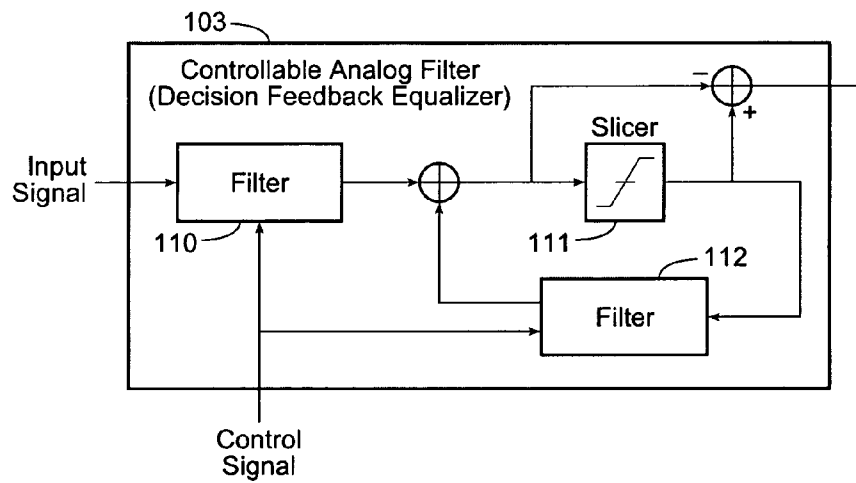 103
Controllable Analog Filter
(Decision Feedback Equalizer)
−
+
Slicer
Input
Signal
Filter
110
111
112
Filter
Control
Signal